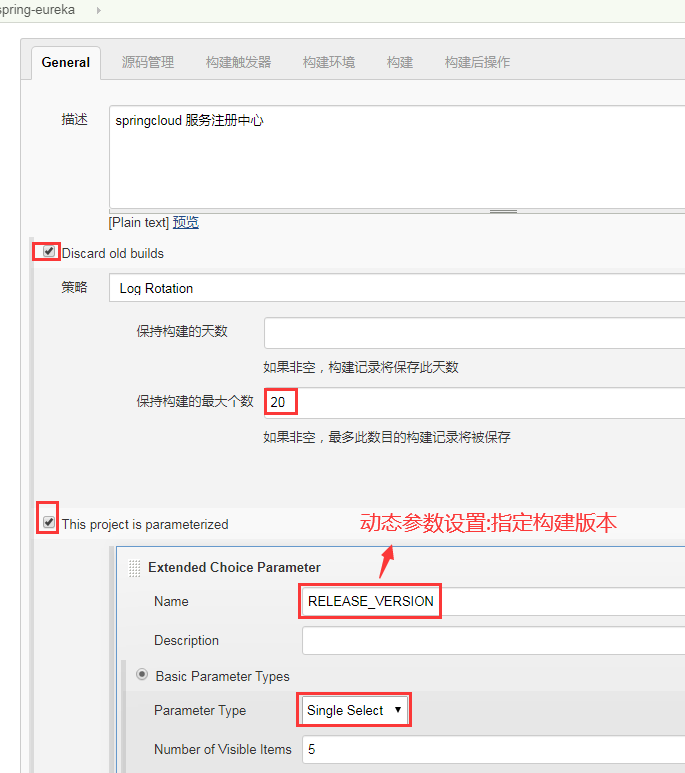 spring-eureka
General 源码管理 构建触发器 构建环境 构建 构建后操作
描述 springcloud 服务注册中心
[Plain text] 预览
Discard old builds
策略 Log Rotation
保持构建的天数
如果非空，构建记录将保存此天数
保持构建的最大个数 20
如果非空，最多此数目的构建记录将被保存
This project is parameterized
动态参数设置:指定构建版本
Extended Choice Parameter
Name RELEASE_VERSION
Description
Basic Parameter Types
Parameter Type Single Select
Number of Visible Items 5